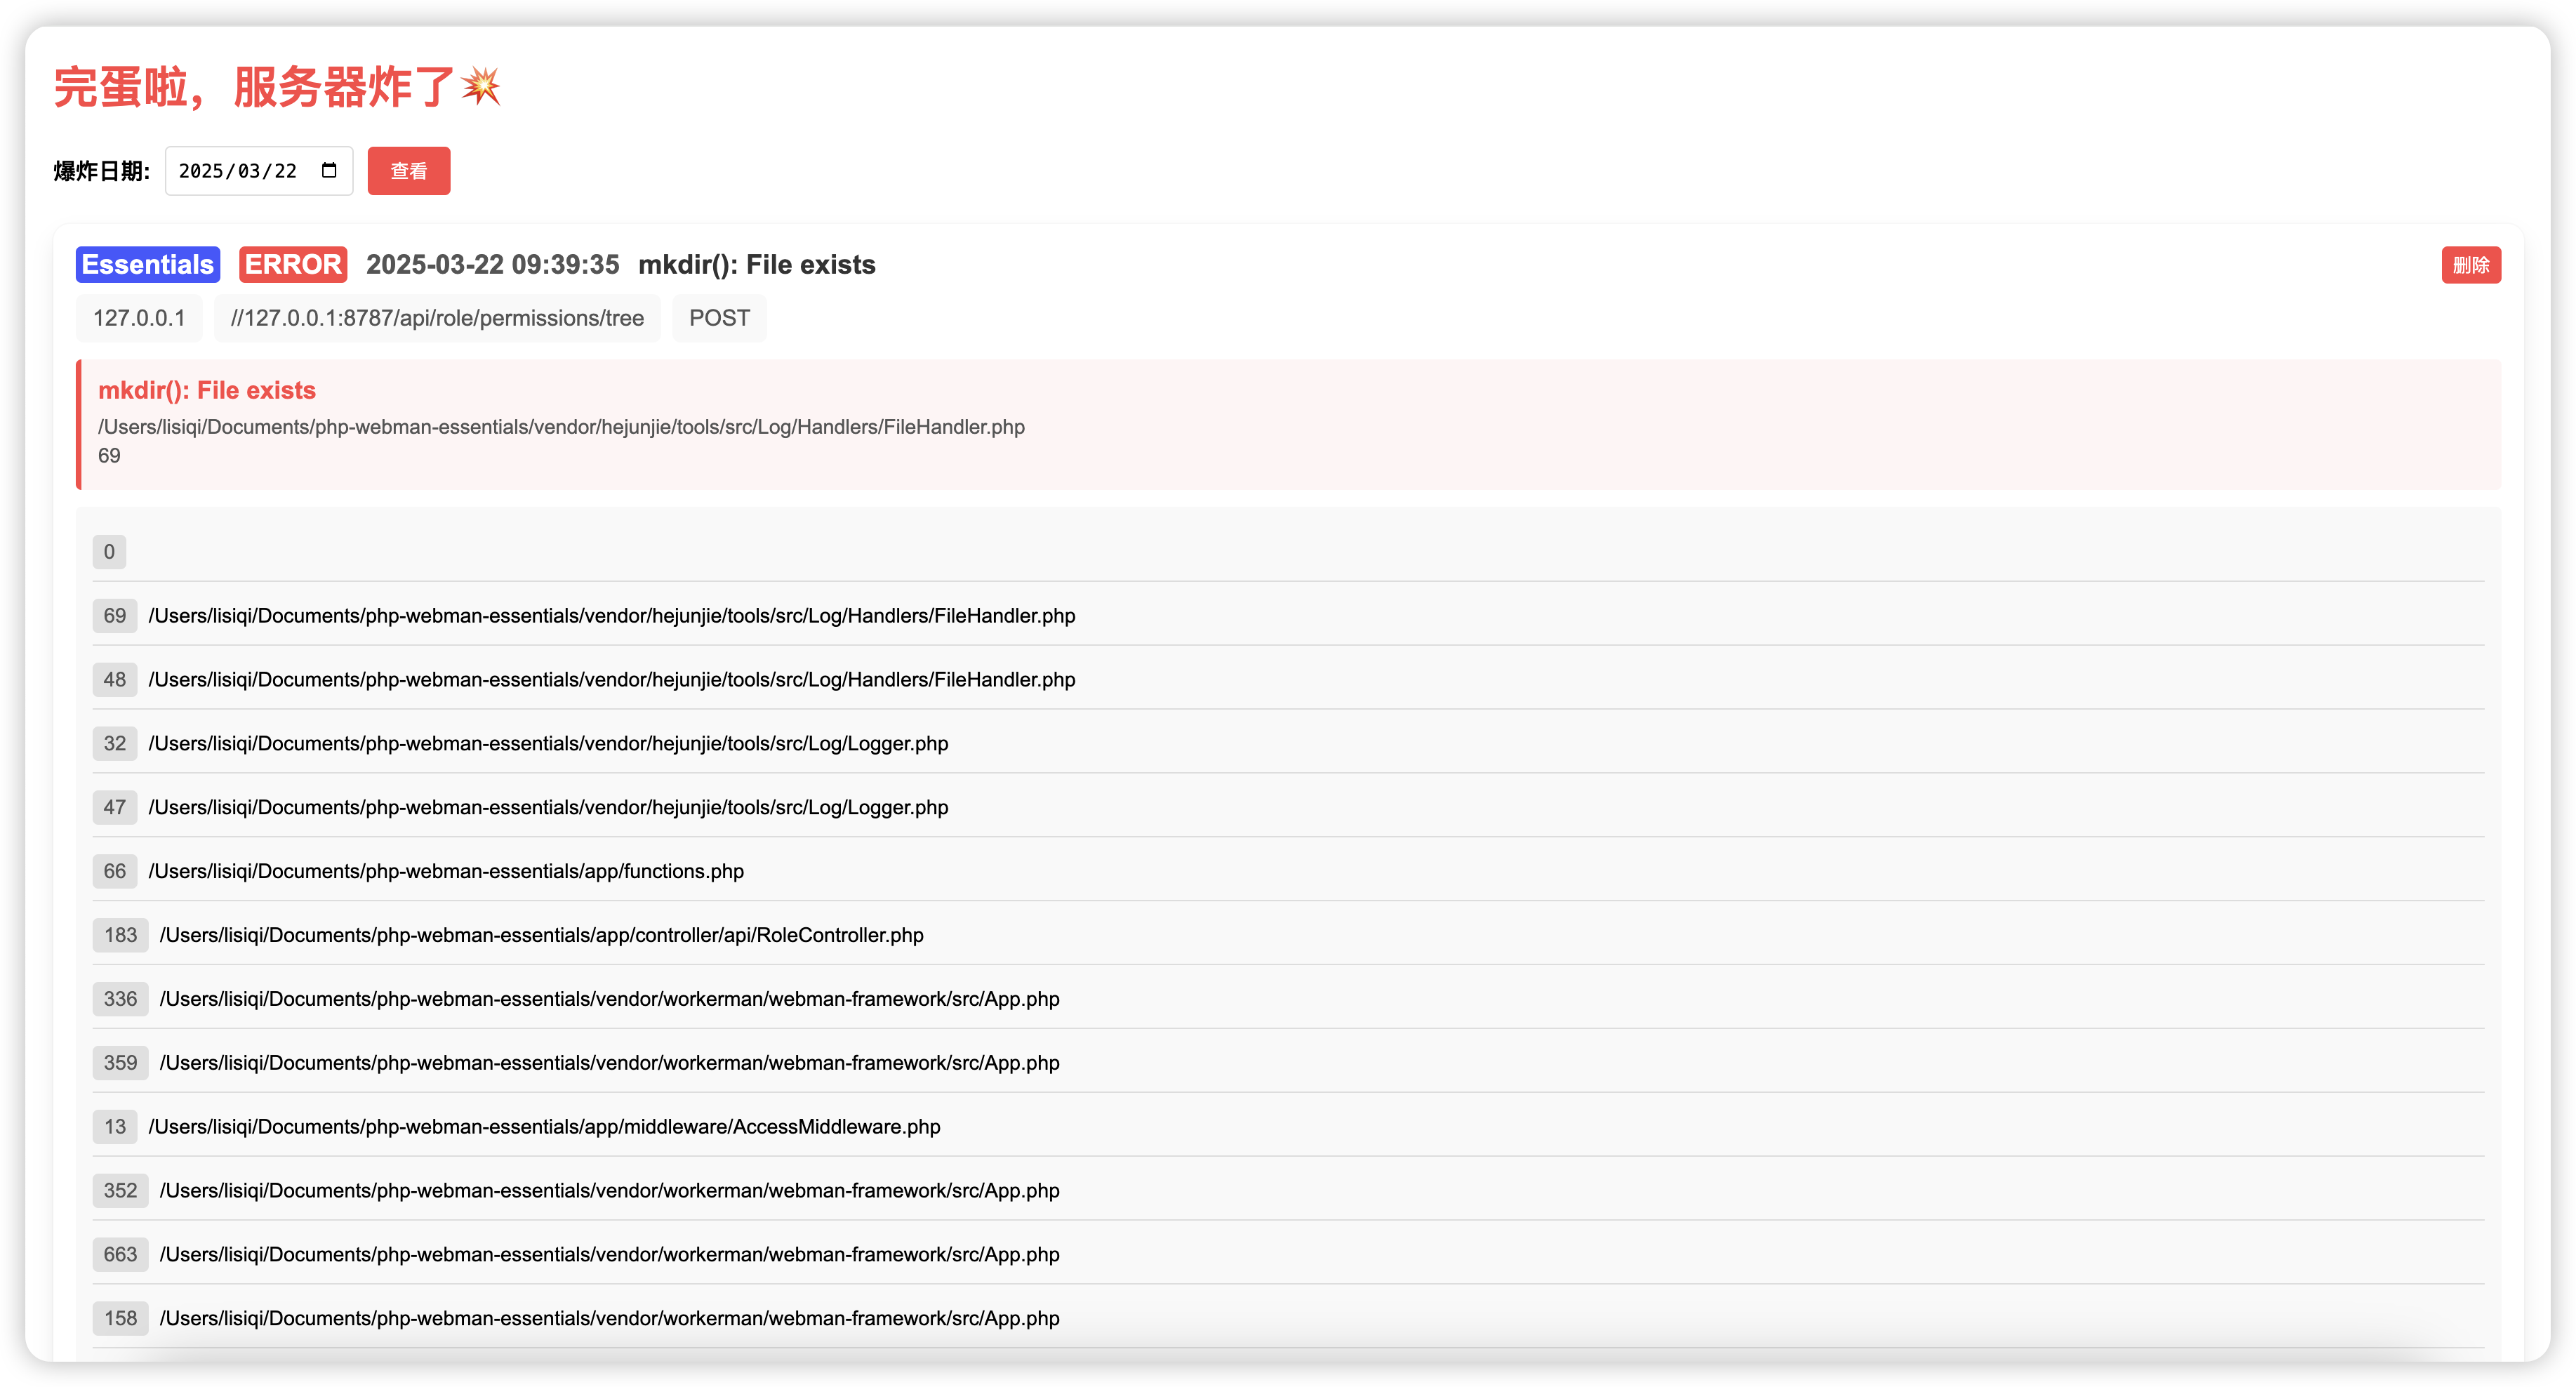 完蛋啦，服务器炸了💥
爆炸日期: 2025/03/22 查看
Essentials ERROR 2025-03-22 09:39:35 mkdir(): File exists 删除
127.0.0.1 //127.0.0.1:8787/api/role/permissions/tree POST
mkdir(): File exists
/Users/lisiqi/Documents/php-webman-essentials/vendor/hejunjie/tools/src/Log/Handlers/FileHandler.php
69
0
69 /Users/lisiqi/Documents/php-webman-essentials/vendor/hejunjie/tools/src/Log/Handlers/FileHandler.php
48 /Users/lisiqi/Documents/php-webman-essentials/vendor/hejunjie/tools/src/Log/Handlers/FileHandler.php
32 /Users/lisiqi/Documents/php-webman-essentials/vendor/hejunjie/tools/src/Log/Logger.php
47 /Users/lisiqi/Documents/php-webman-essentials/vendor/hejunjie/tools/src/Log/Logger.php
66 /Users/lisiqi/Documents/php-webman-essentials/app/functions.php
183 /Users/lisiqi/Documents/php-webman-essentials/app/controller/api/RoleController.php
336 /Users/lisiqi/Documents/php-webman-essentials/vendor/workerman/webman-framework/src/App.php
359 /Users/lisiqi/Documents/php-webman-essentials/vendor/workerman/webman-framework/src/App.php
13 /Users/lisiqi/Documents/php-webman-essentials/app/middleware/AccessMiddleware.php
352 /Users/lisiqi/Documents/php-webman-essentials/vendor/workerman/webman-framework/src/App.php
663 /Users/lisiqi/Documents/php-webman-essentials/vendor/workerman/webman-framework/src/App.php
158 /Users/lisiqi/Documents/php-webman-essentials/vendor/workerman/webman-framework/src/App.php